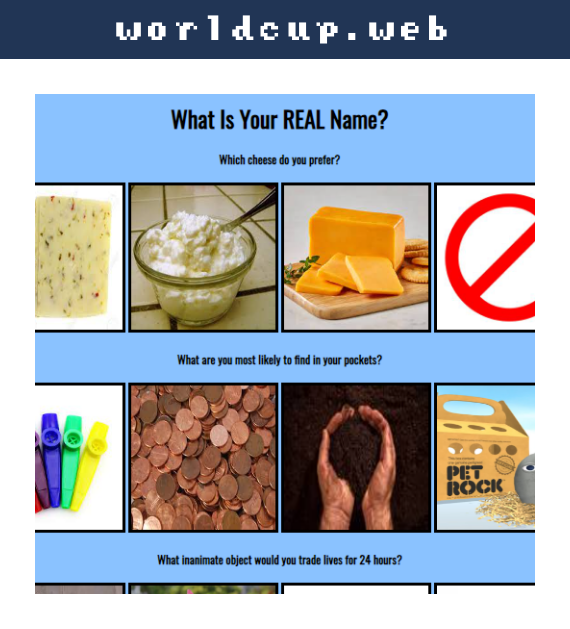 worldcup.web
What Is Your REAL Name?
Which cheese do you prefer?
What are you most likely to find in your pockets?
PET
ROCK
What inanimate object would you trade lives for 24 hours?